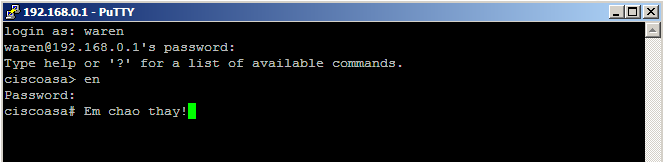 192.168.0.1 - PuTTY
login as: waren
waren@192.168.0.1's password:
Type help or '?' for a list of available commands.
ciscoasa> en
Password:
ciscoasa# Em chao thay!